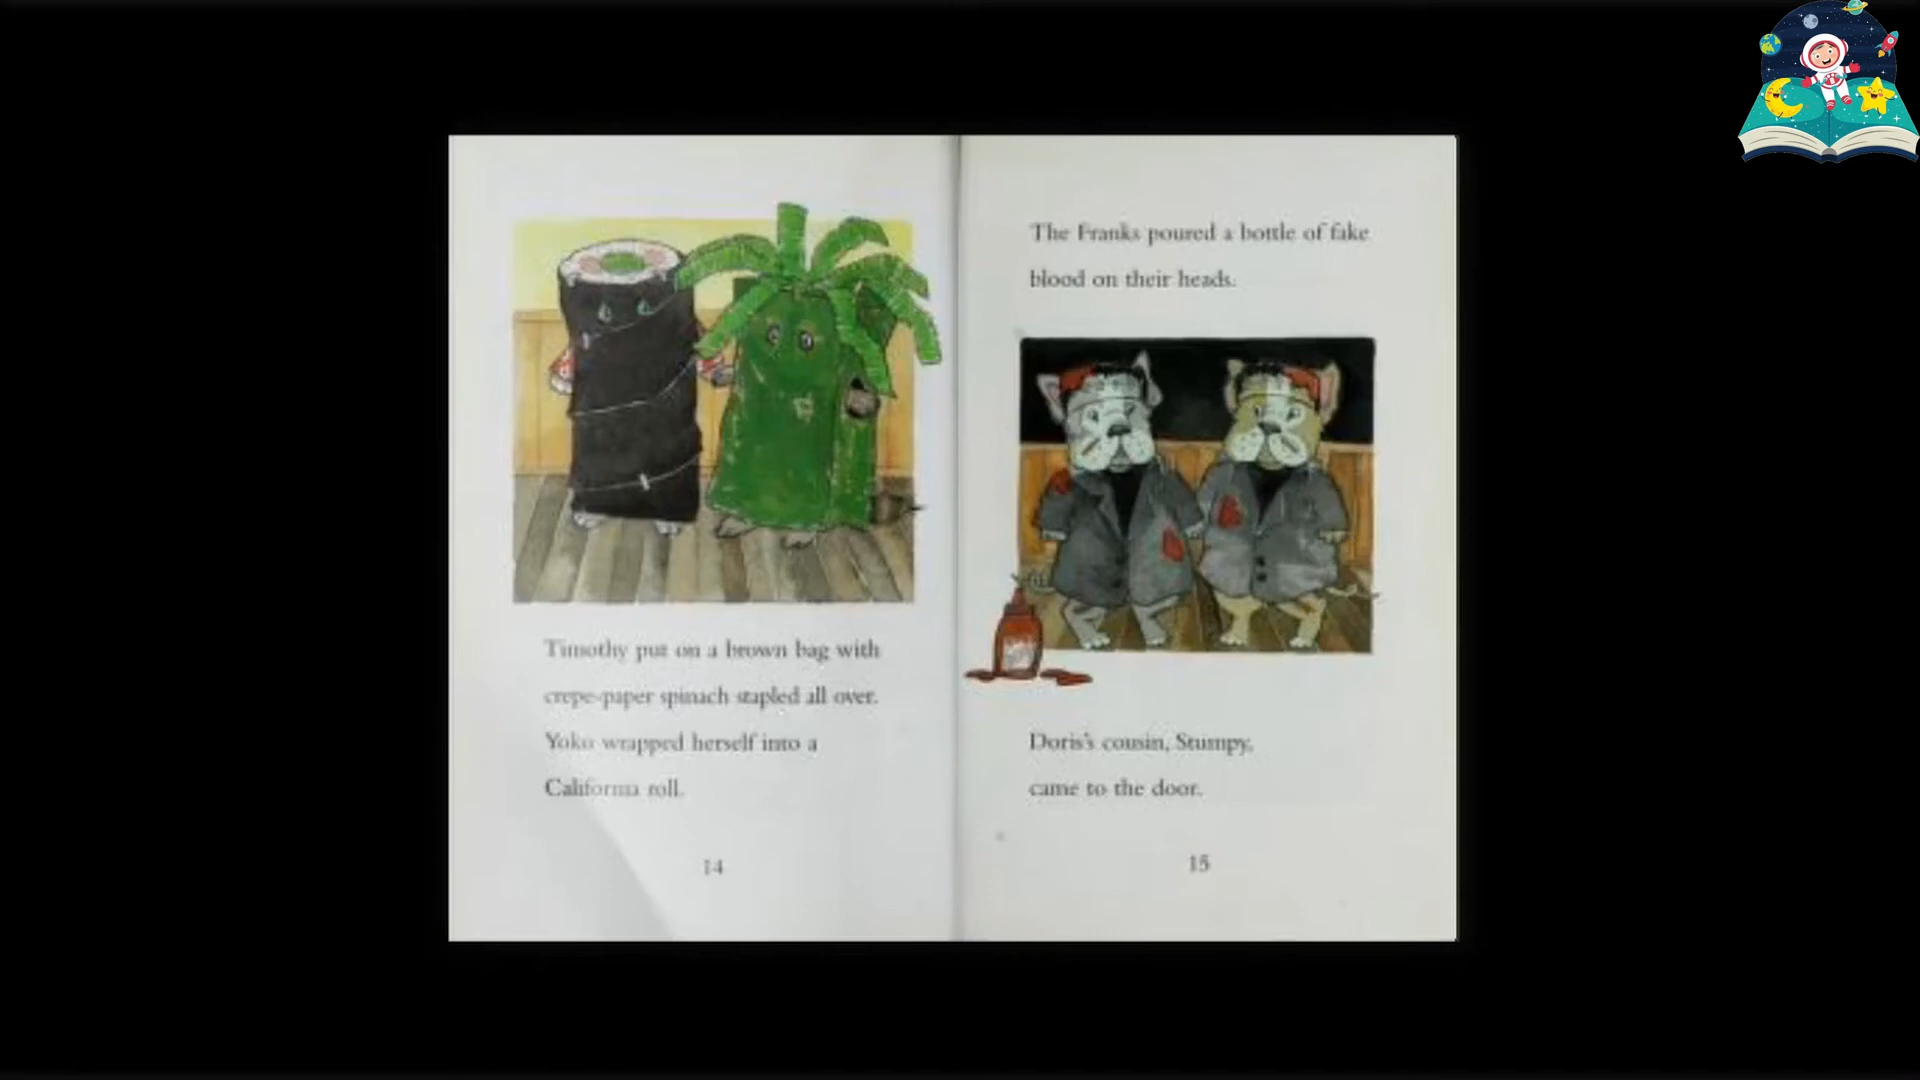 Timothy put on a brown bag with
crepe-paper spinach stapled all over.
Yoko wrapped herself into a
California roll.
14
The Franks poured a bottle of fake
blood on their heads.
Doris's cousin, Stumpy,
came to the door.
15